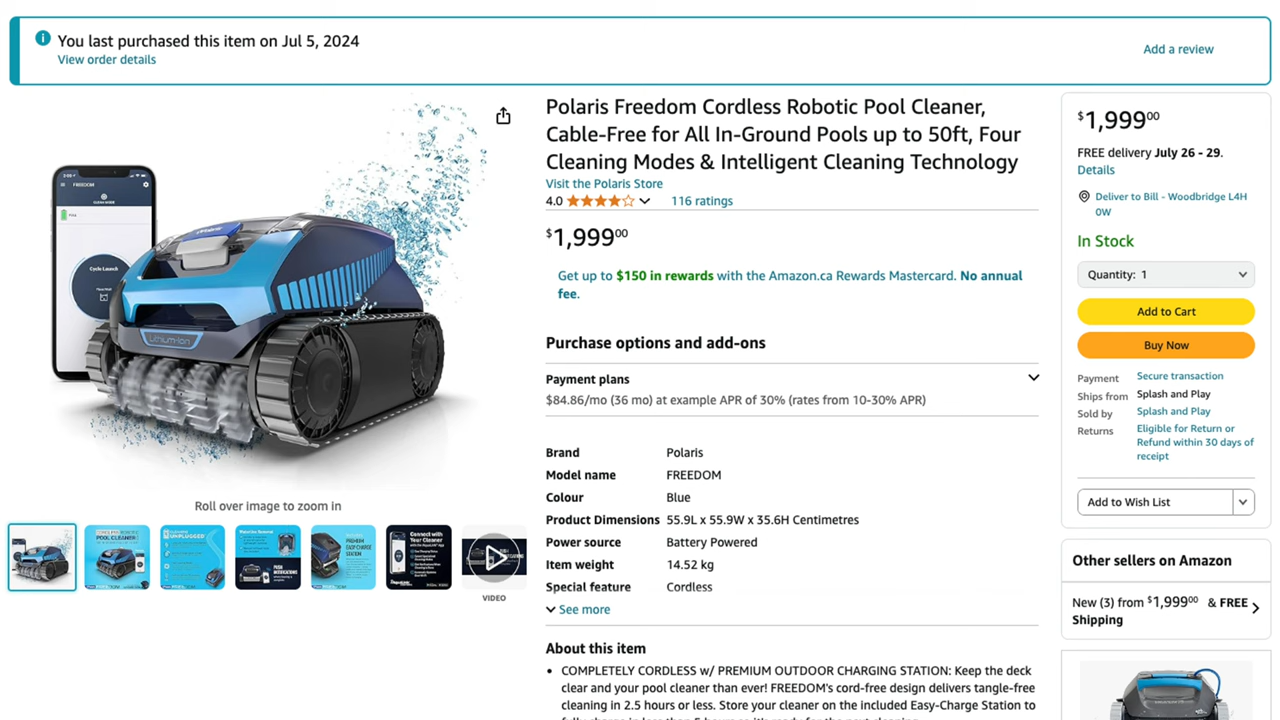 You last purchased this item on Jul 5, 2024
View order details
Add a review
Polaris Freedom Cordless Robotic Pool Cleaner,
Cable-Free for All In-Ground Pools up to 50ft, Four
Cleaning Modes & Intelligent Cleaning Technology
Visit the Polaris Store
4.0 116 ratings
$1,999⁰⁰
Get up to $150 in rewards with the Amazon.ca Rewards Mastercard. No annual
fee.
Purchase options and add-ons
Payment plans
$84.86/mo (36 mo) at example APR of 30% (rates from 10-30% APR)
Brand Polaris
Model name FREEDOM
Colour Blue
Product Dimensions 55.9L x 55.9W x 35.6H Centimetres
Power source Battery Powered
Item weight 14.52 kg
Special feature Cordless
See more
About this item
• COMPLETELY CORDLESS w/ PREMIUM OUTDOOR CHARGING STATION: Keep the deck
clear and your pool cleaner than ever! FREEDOM's cord-free design delivers tangle-free
cleaning in 2.5 hours or less. Store your cleaner on the included Easy-Charge Station to
FREEDOM
Cycle Launch
Lithium-ion
Roll over image to zoom in
VIDEO
$1,999⁰⁰
FREE delivery July 26 - 29.
Details
Deliver to Bill - Woodbridge L4H
0W
In Stock
Quantity: 1
Add to Cart
Buy Now
Payment Secure transaction
Ships from Splash and Play
Sold by Splash and Play
Returns Eligible for Return or
Refund within 30 days of
receipt
Add to Wish List
Other sellers on Amazon
New (3) from $1,999⁰⁰ & FREE
Shipping